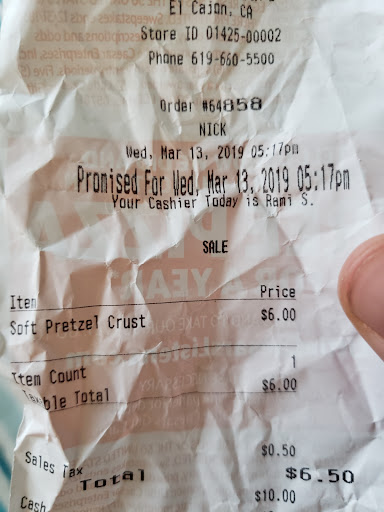 El Cajon, CA
Store ID 01425-00002
Phone 619-660-5500
Order #64858
NICK
Wed, Mar 13, 2019 05:17pm
Promised For Wed, Mar 13, 2019 05:17pm
Your Cashier Today is Rami S.
SALE
Item Price
Soft Pretzel Crust $6.00
Item Count 1
Taxable Total $6.00
Sales Tax $0.50
Total $6.50
Cash $10.00